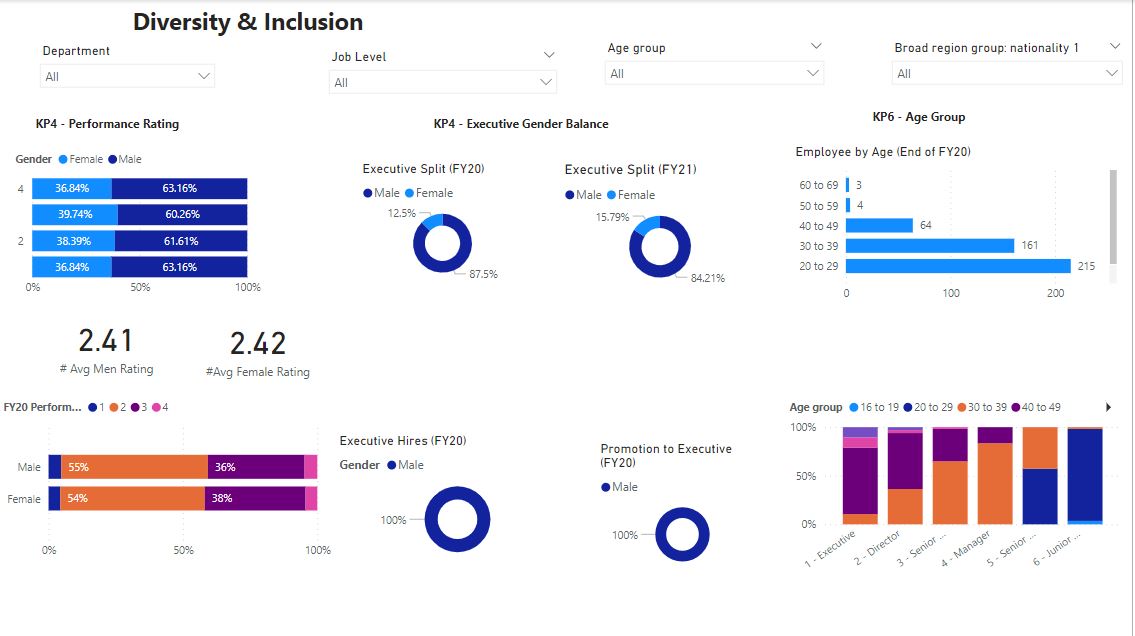 Diversity & Inclusion
Department
All
Job Level
All
Age group
All
Broad region group: nationality 1
All
KP4 - Performance Rating
Gender Female Male
4 36.84% 63.16%
39.74% 60.26%
2 38.39% 61.61%
36.84% 63.16%
0% 50% 100%
2.41
# Avg Men Rating
2.42
#Avg Female Rating
KP4 - Executive Gender Balance
Executive Split (FY20)
Male Female
12.5%
87.5%
Executive Split (FY21)
Male Female
15.79%
84.21%
KP6 - Age Group
Employee by Age (End of FY20)
60 to 69 3
50 to 59 4
40 to 49 64
30 to 39 161
20 to 29 215
0 100 200
FY20 Perform... 1 2 3 4
Male 55% 36%
Female 54% 38%
0% 50% 100%
Executive Hires (FY20)
Gender Male
100%
Promotion to Executive
(FY20)
Male
100%
Age group 16 to 19 20 to 29 30 to 39 40 to 49
100%
50%
0%
1 - Executive
2 - Director
3 - Senior ...
4 - Manager
5 - Senior ...
6 - Junior ...